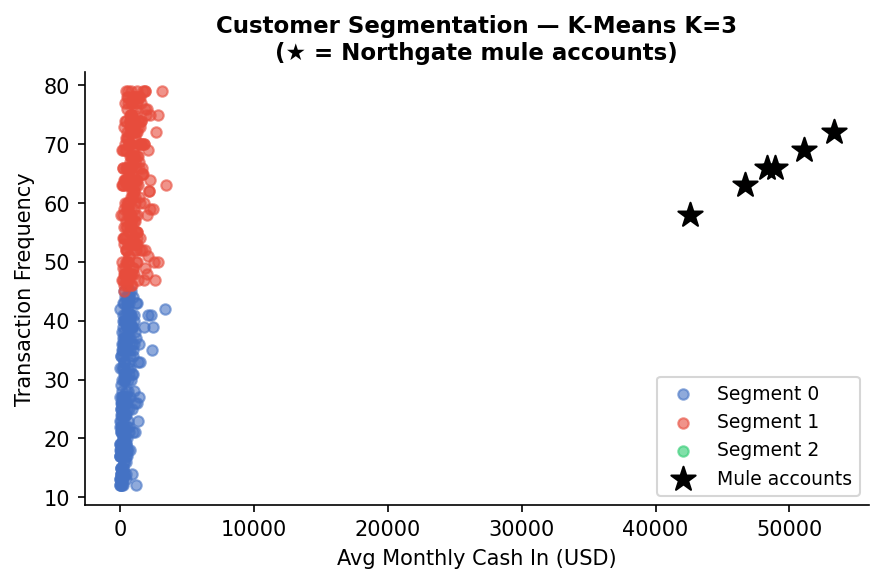 Customer Segmentation — K-Means K=3
(★ = Northgate mule accounts)
Transaction Frequency
80
70
60
50
40
30
20
10
0
10000
20000
30000
40000
50000
Avg Monthly Cash In (USD)
Segment 0
Segment 1
Segment 2
Mule accounts